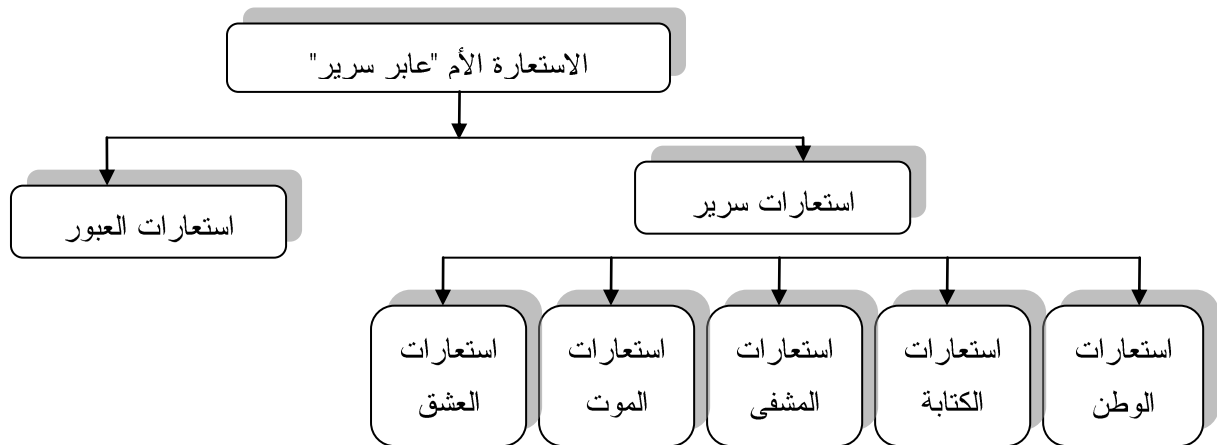 الاستعارة الأم "عابر سرير"
استعارات سرير
استعارات العبور
استعارات
الوطن
استعارات
الكتابة
استعارات
المشفى
استعارات
الموت
استعارات
العشق